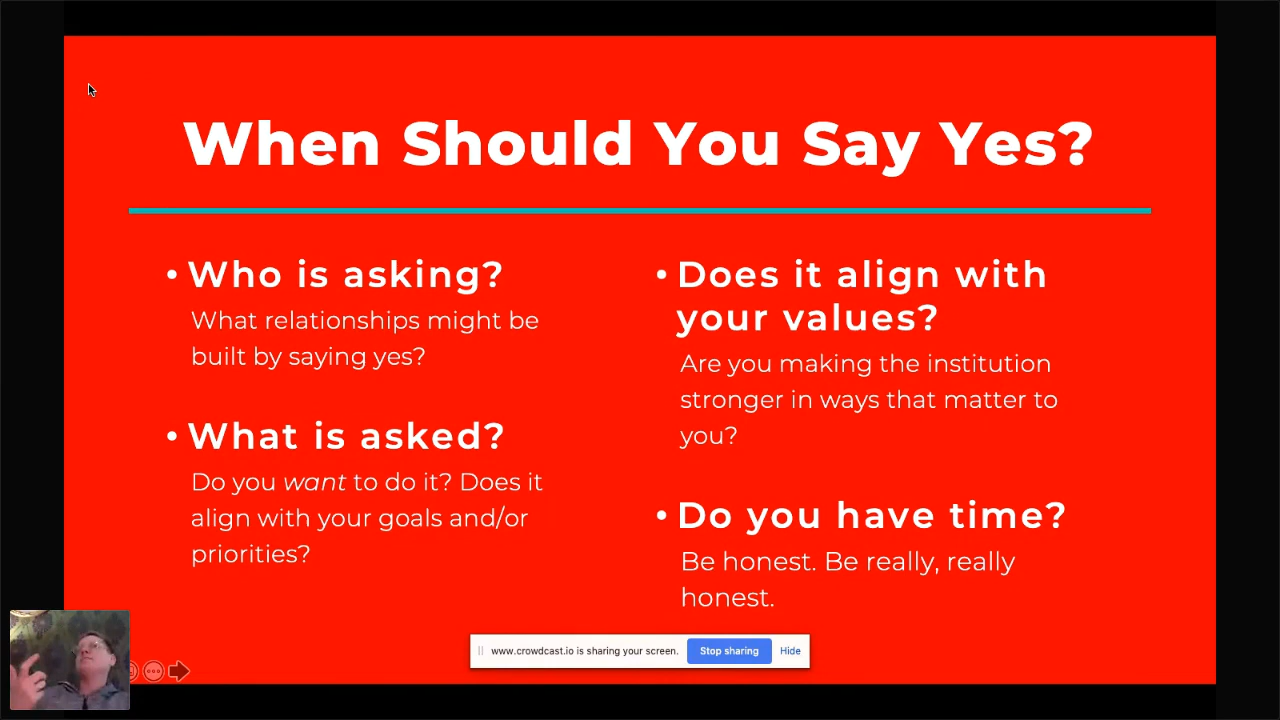 When Should You Say Yes?
• Who is asking?
What relationships might be
built by saying yes?
• What is asked?
Do you want to do it? Does it
align with your goals and/or
priorities?
• Does it align with
your values?
Are you making the institution
stronger in ways that matter to
you?
• Do you have time?
Be honest. Be really, really
honest.
www.crowdcast.io is sharing your screen.
Stop sharing
Hide